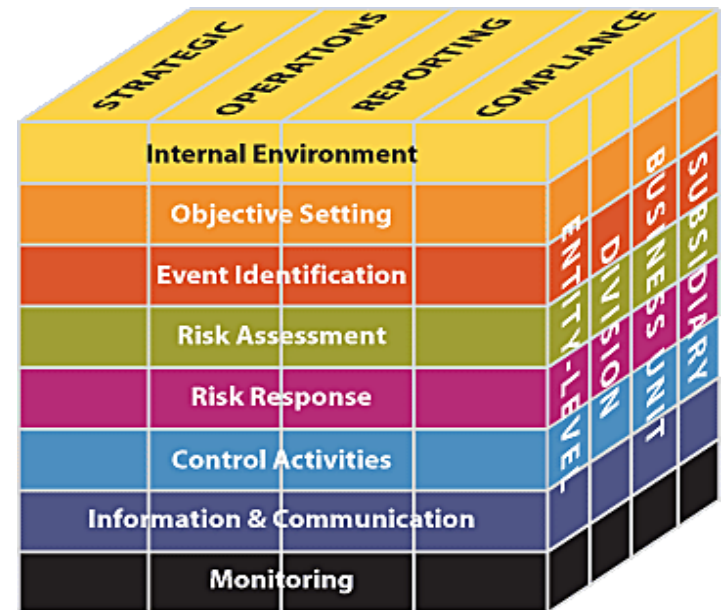 STRATEGIC
OPERATIONS
REPORTING
COMPLIANCE
Internal Environment
Objective Setting
Event Identification
Risk Assessment
Risk Response
Control Activities
Information & Communication
Monitoring
ENTITY-LEVEL
DIVISION
BUSINESS UNIT
SUBSIDIARY